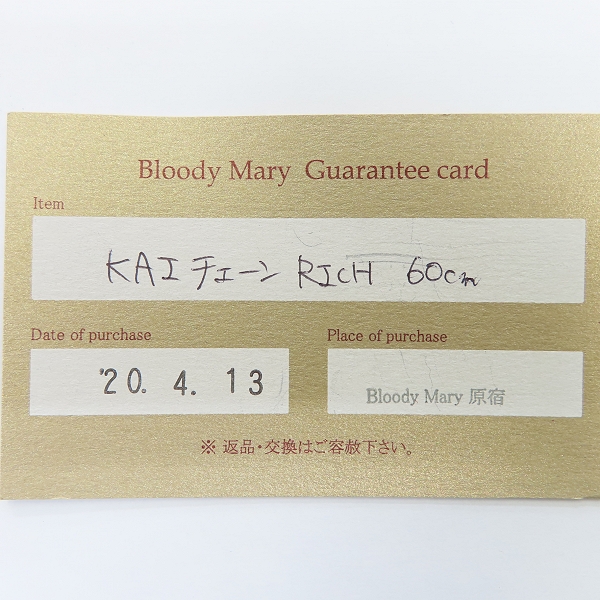 Bloody Mary Guarantee card
Item
KAIチェーン RICH 60cm
Date of purchase
Place of purchase
'20. 4. 13
Bloody Mary 原宿
※ 返品・交換はご容赦下さい。